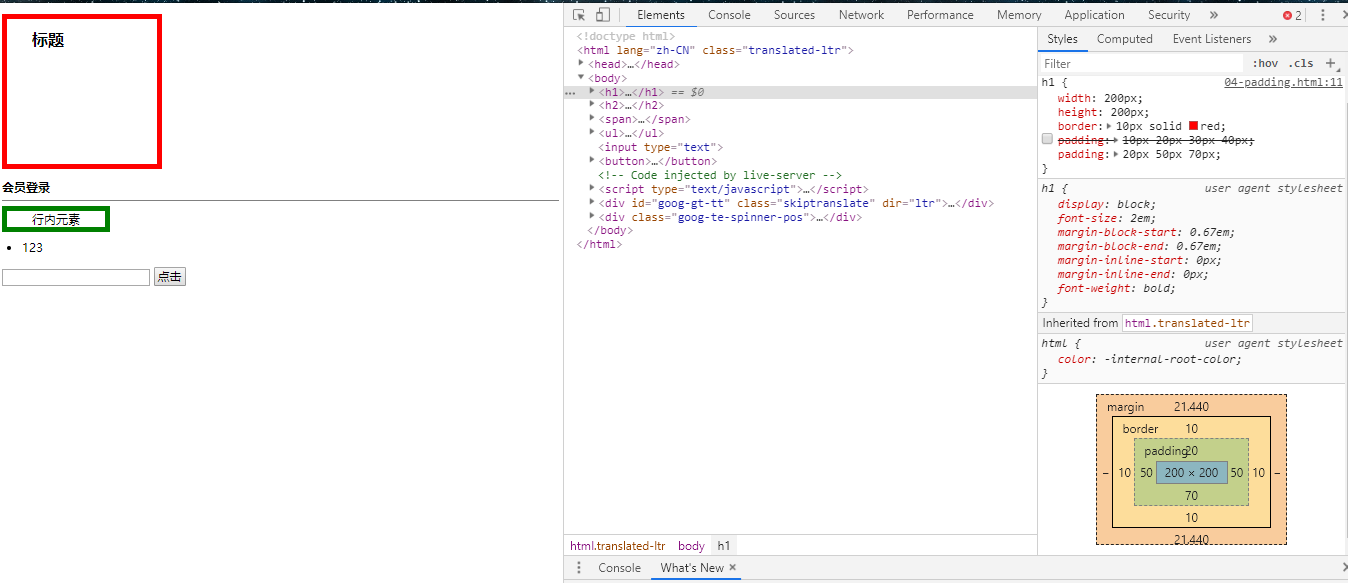 标题
会员登录
行内元素
123
点击
Elements Console Sources Network Performance Memory Application Security » 2
<!doctype html>
<html lang="zh-CN" class="translated-ltr">
<head>…</head>
<body>
… <h1>…</h1> == $0
<h2>…</h2>
<span>…</span>
<ul>…</ul>
<input type="text">
<button>…</button>
<!-- Code injected by live-server -->
<script type="text/javascript">…</script>
<div id="goog-gt-tt" class="skiptranslate" dir="ltr">…</div>
<div class="goog-te-spinner-pos">…</div>
</body>
</html>
html.translated-ltr body h1
Styles Computed Event Listeners »
Filter :hov .cls +
h1 { 04-padding.html:11
width: 200px;
height: 200px;
border: 10px solid red;
padding: 10px 20px 30px 40px;
padding: 20px 50px 70px;
}
h1 { user agent stylesheet
display: block;
font-size: 2em;
margin-block-start: 0.67em;
margin-block-end: 0.67em;
margin-inline-start: 0px;
margin-inline-end: 0px;
font-weight: bold;
}
Inherited from html.translated-ltr
html { user agent stylesheet
color: -internal-root-color;
}
margin 21.440
border 10
padding 20
– 10 50 200 × 200 50 10 –
70
10
21.440
Console What's New ×